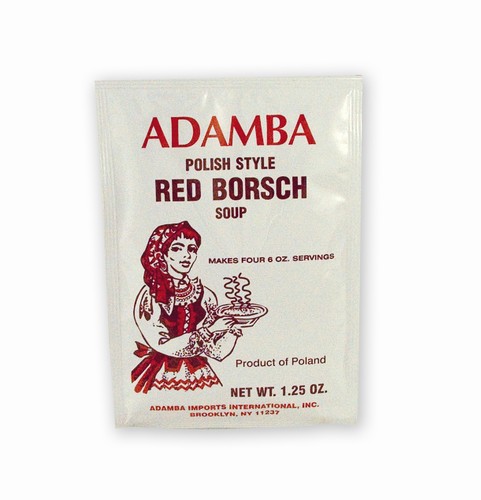 ADAMBA
POLISH STYLE
RED BORSCH
SOUP
MAKES FOUR 6 OZ. SERVINGS
Product of Poland
NET WT. 1.25 OZ.
ADAMBA IMPORTS INTERNATIONAL, INC.
BROOKLYN, NY 11237